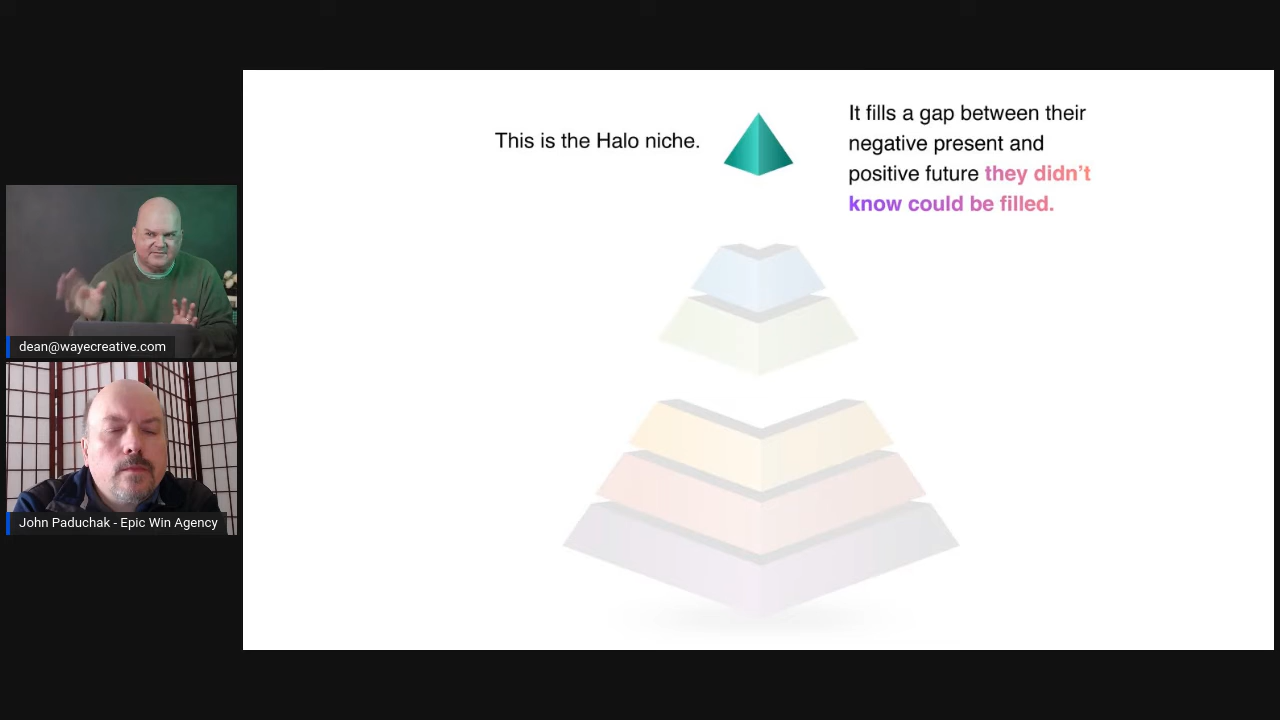 This is the Halo niche.
It fills a gap between their
negative present and
positive future they didn't
know could be filled.
dean@wayecreative.com
John Paduchak - Epic Win Agency